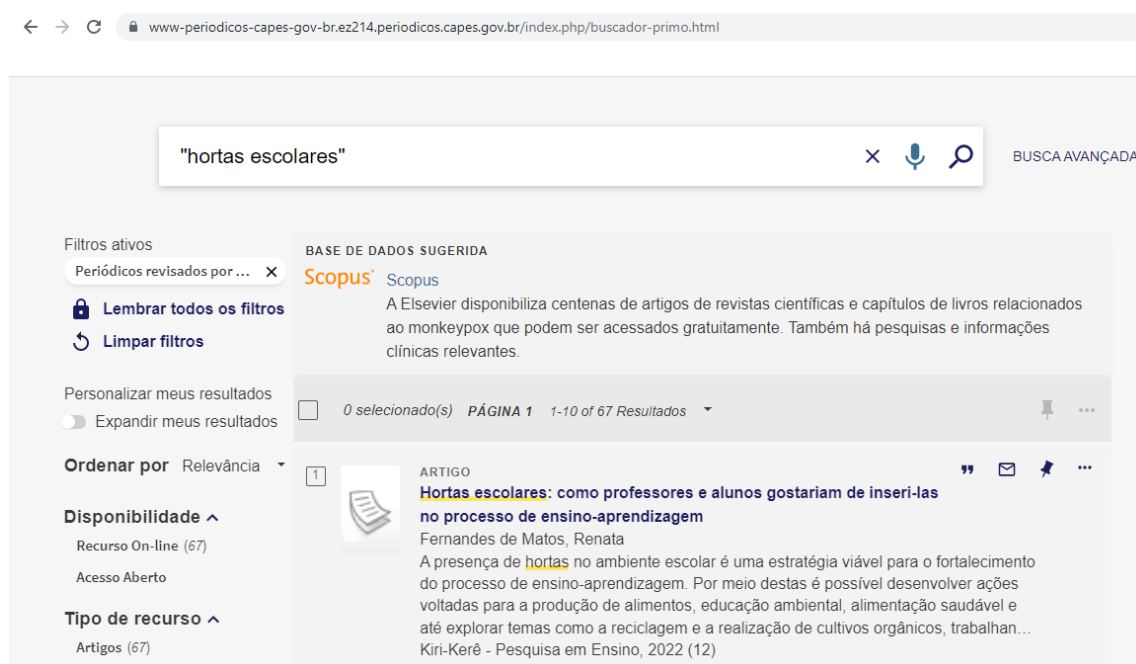 www-periodicos-capes-gov-br.ez214.periodicos.capes.gov.br/index.php/buscador-primo.html
"hortas escolares"
BUSCA AVANÇADA
Filtros ativos
Periódicos revisados por ...
Lembrar todos os filtros
Limpar filtros
Personalizar meus resultados
Expandir meus resultados
Ordenar por Relevância
Disponibilidade
Recurso On-line (67)
Acesso Aberto
Tipo de recurso
Artigos (67)
BASE DE DADOS SUGERIDA
Scopus Scopus
A Elsevier disponibiliza centenas de artigos de revistas científicas e capítulos de livros relacionados
ao monkeypox que podem ser acessados gratuitamente. Também há pesquisas e informações
clínicas relevantes.
0 selecionado(s) PÁGINA 1 1-10 of 67 Resultados
1
ARTIGO
Hortas escolares: como professores e alunos gostariam de inseri-las
no processo de ensino-aprendizagem
Fernandes de Matos, Renata
A presença de hortas no ambiente escolar é uma estratégia viável para o fortalecimento
do processo de ensino-aprendizagem. Por meio destas é possível desenvolver ações
voltadas para a produção de alimentos, educação ambiental, alimentação saudável e
até explorar temas como a reciclagem e a realização de cultivos orgânicos, trabalhan...
Kiri-Kerê - Pesquisa em Ensino, 2022 (12)